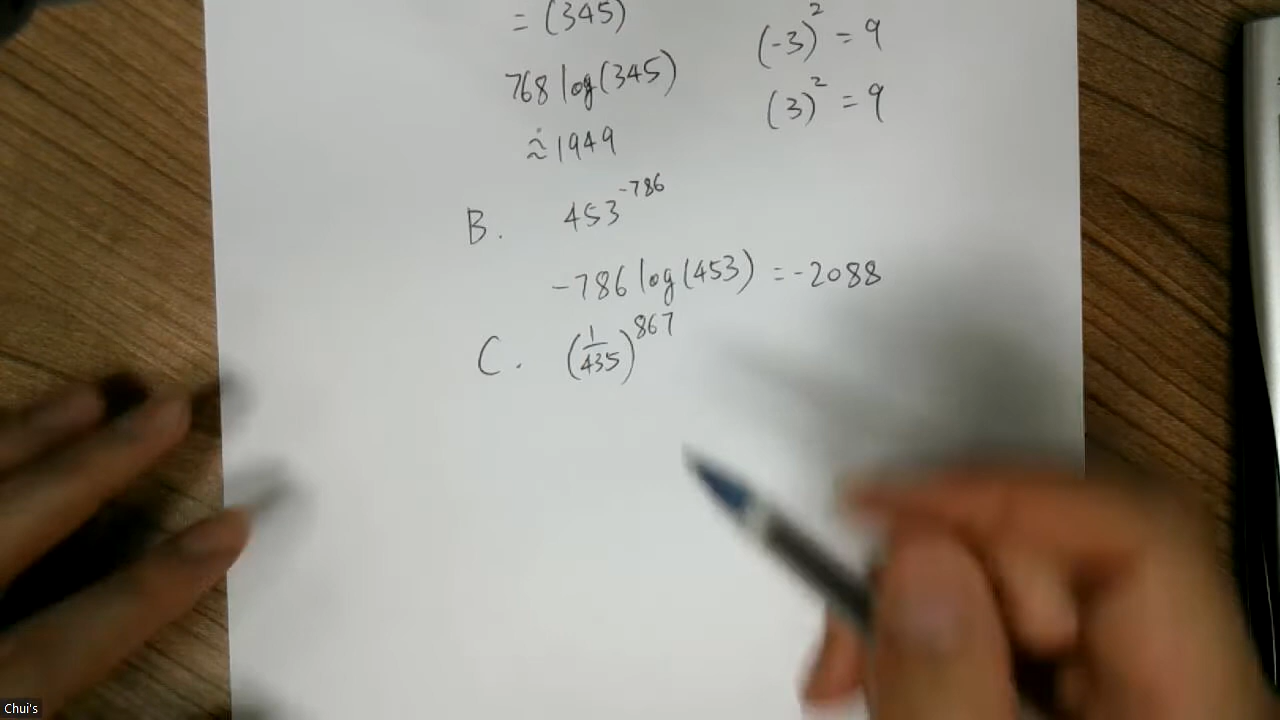 = (345)
768 log(345)
≈ 1949
(-3)² = 9
(3)² = 9
B. 453⁻⁷⁸⁶
-786 log(453) = -2088
C. (1/435)⁸⁶⁷
Chui's